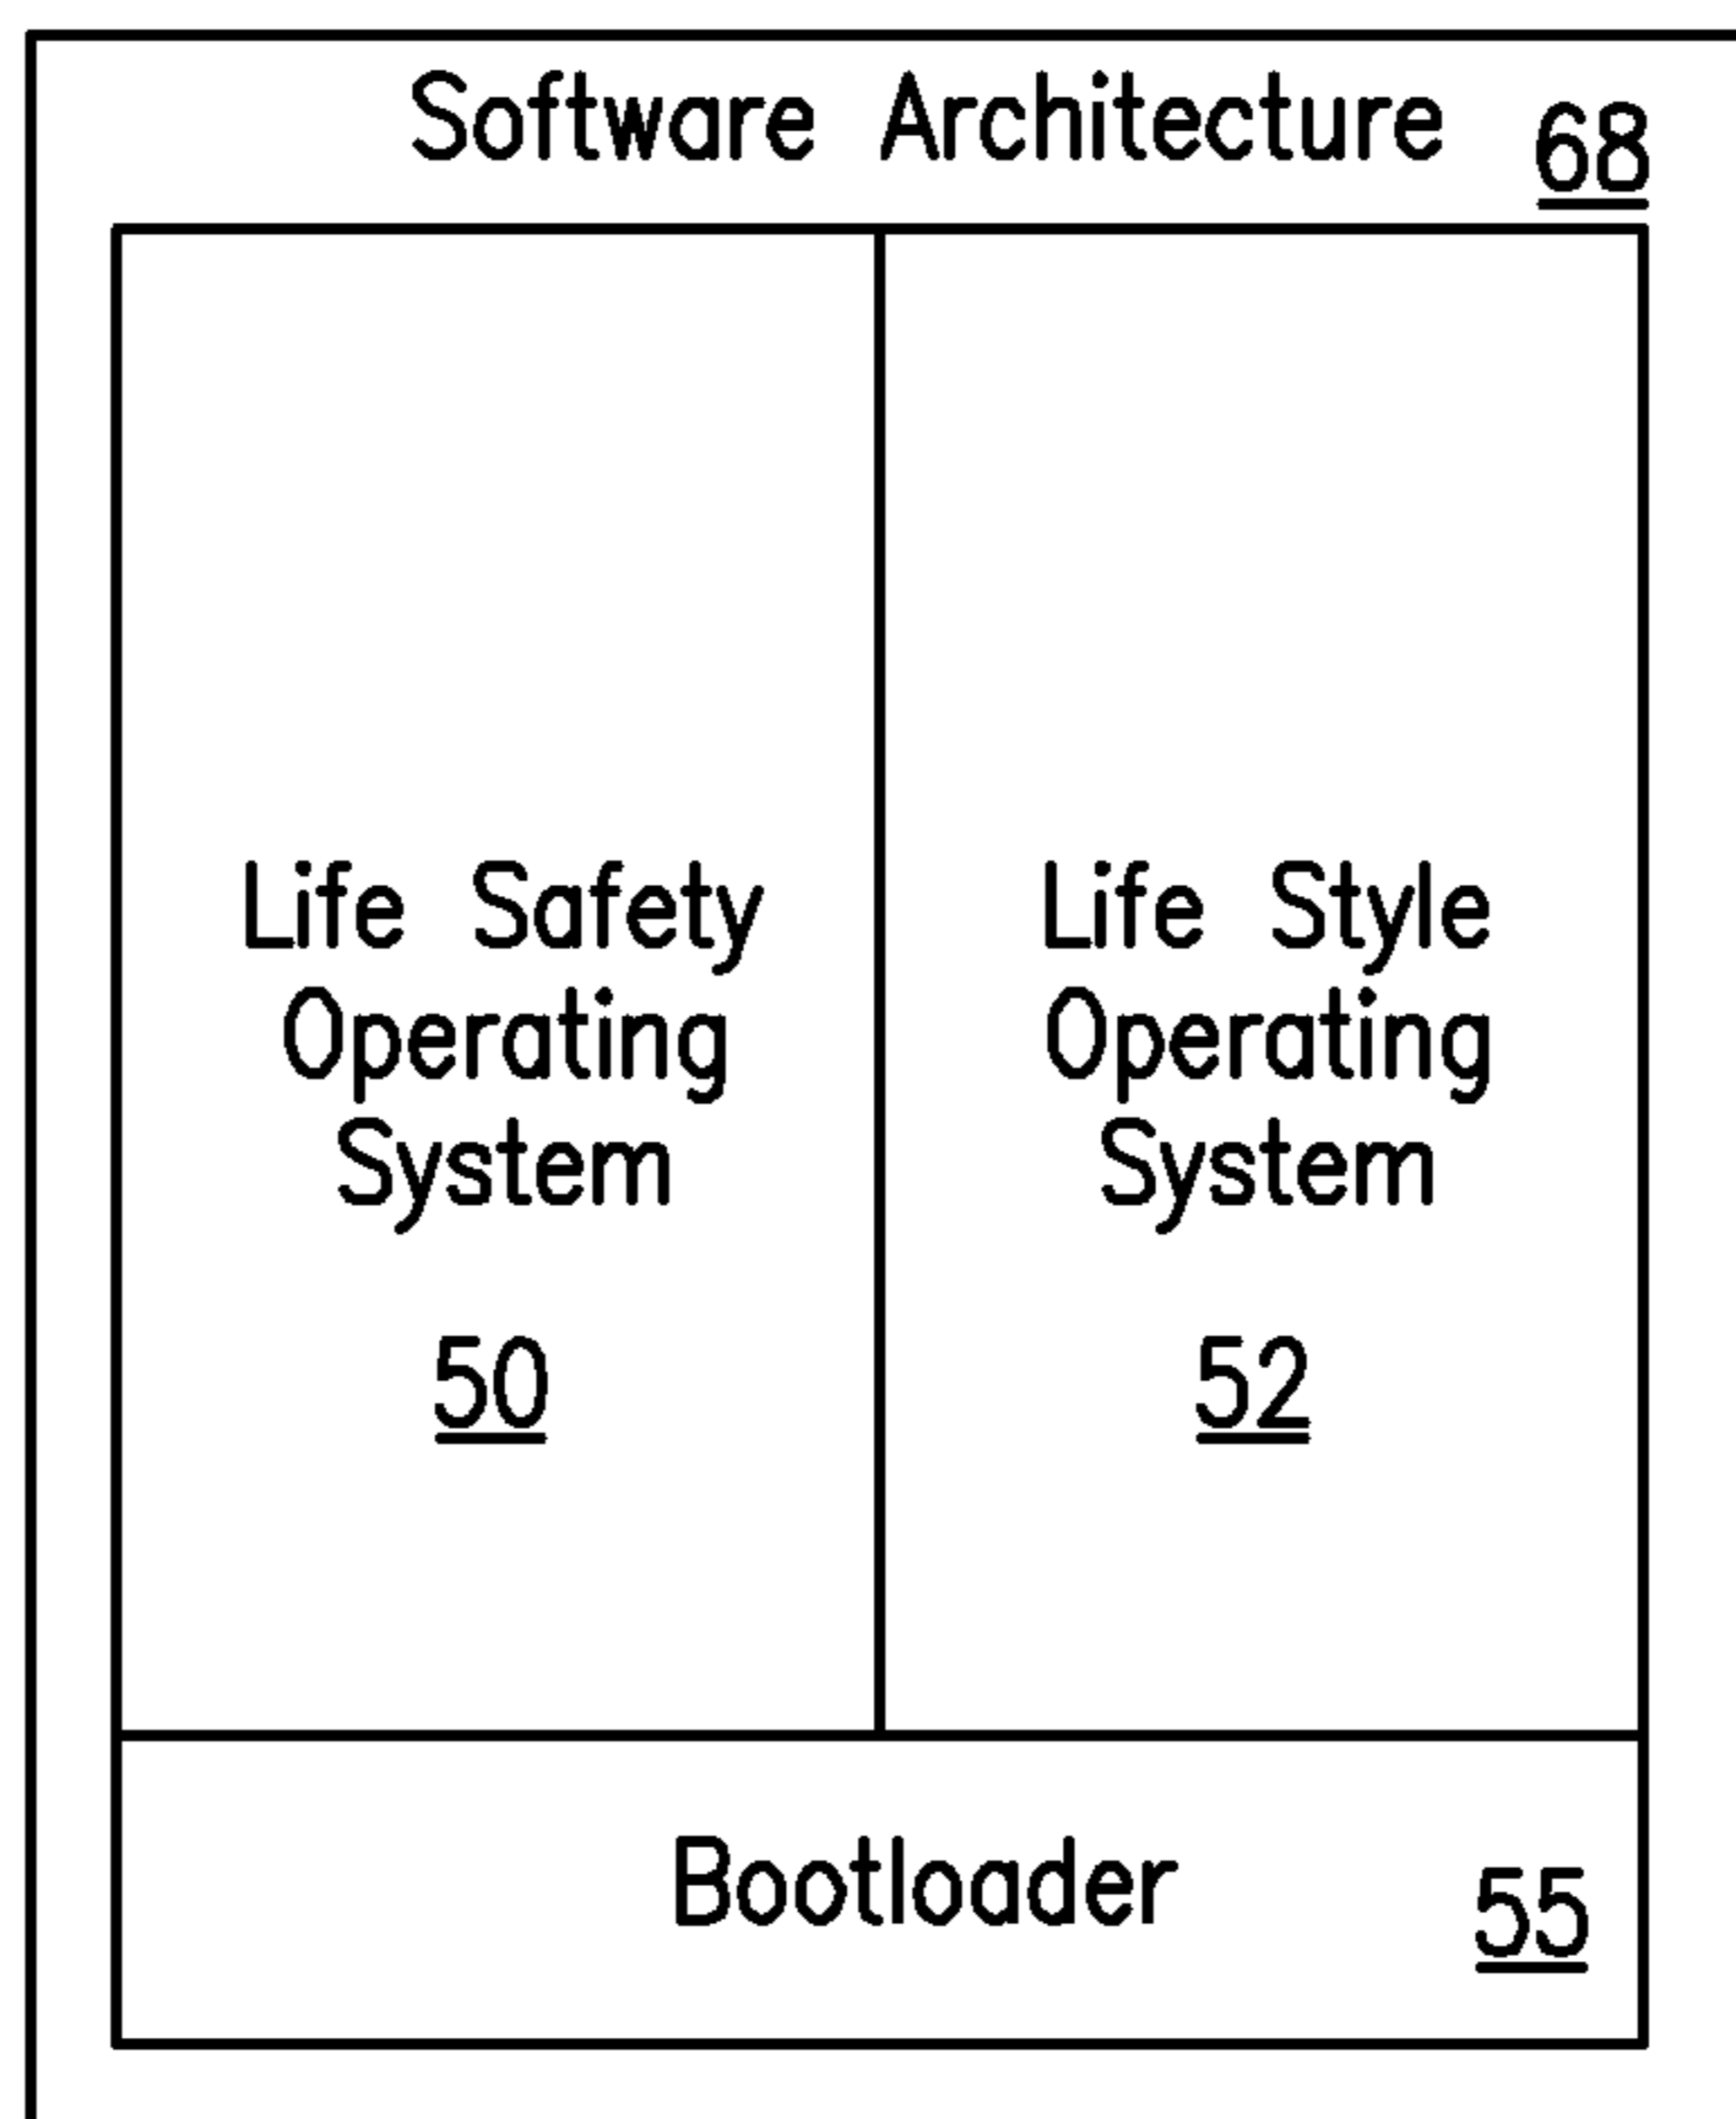 Software Architecture 68
Life Safety
Operating
System
50
Life Style
Operating
System
52
Bootloader 55